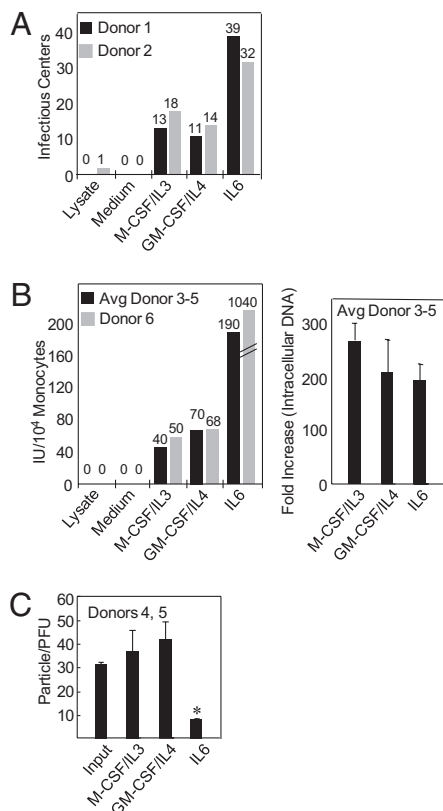 A
Donor 1
Donor 2
Infectious Centers
40
30
20
10
0
0 1 0 0 13 18 11 14 39 32
Lysate
Medium
M-CSF/IL3
GM-CSF/IL4
IL6
B
Avg Donor 3-5
Donor 6
IU/10⁴ Monocytes
200
160
120
80
40
0
0 0 0 0 40 50 70 68 190 1040
Lysate
Medium
M-CSF/IL3
GM-CSF/IL4
IL6
Avg Donor 3-5
Fold Increase (Intracellular DNA)
300
200
100
0
M-CSF/IL3
GM-CSF/IL4
IL6
C
Donors 4, 5
Particle/PFU
60
50
40
30
20
10
*
Input
M-CSF/IL3
GM-CSF/IL4
IL6